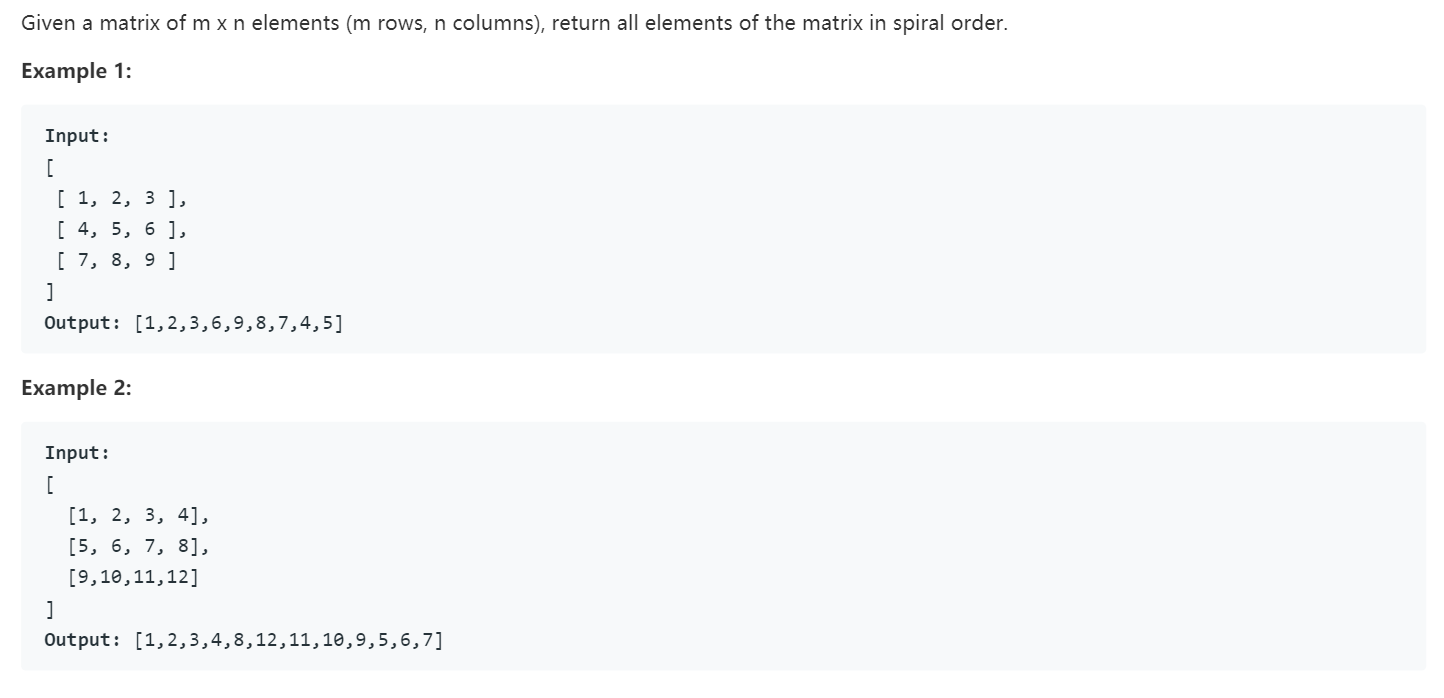 Given a matrix of m x n elements (m rows, n columns), return all elements of the matrix in spiral order.
Example 1:
Input:
[
[ 1, 2, 3 ],
[ 4, 5, 6 ],
[ 7, 8, 9 ]
]
Output: [1,2,3,6,9,8,7,4,5]
Example 2:
Input:
[
[1, 2, 3, 4],
[5, 6, 7, 8],
[9,10,11,12]
]
Output: [1,2,3,4,8,12,11,10,9,5,6,7]